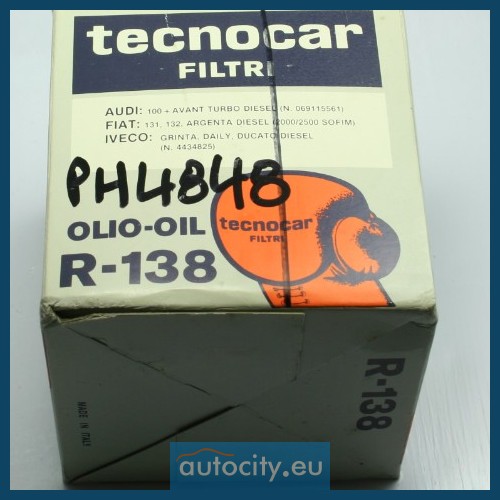 tecnocar
FILTRI
AUDI: 100 + AVANT TURBO DIESEL (N. 069115561)
FIAT: 131, 132, ARGENTA DIESEL (2000/2500 SOFIM)
IVECO: GRINTA, DAILY, DUCATO DIESEL
(N. 4434825)
PH4848
OLIO-OIL
R-138
tecnocar
FILTRI
R-138
MADE IN ITALY
autocity.eu